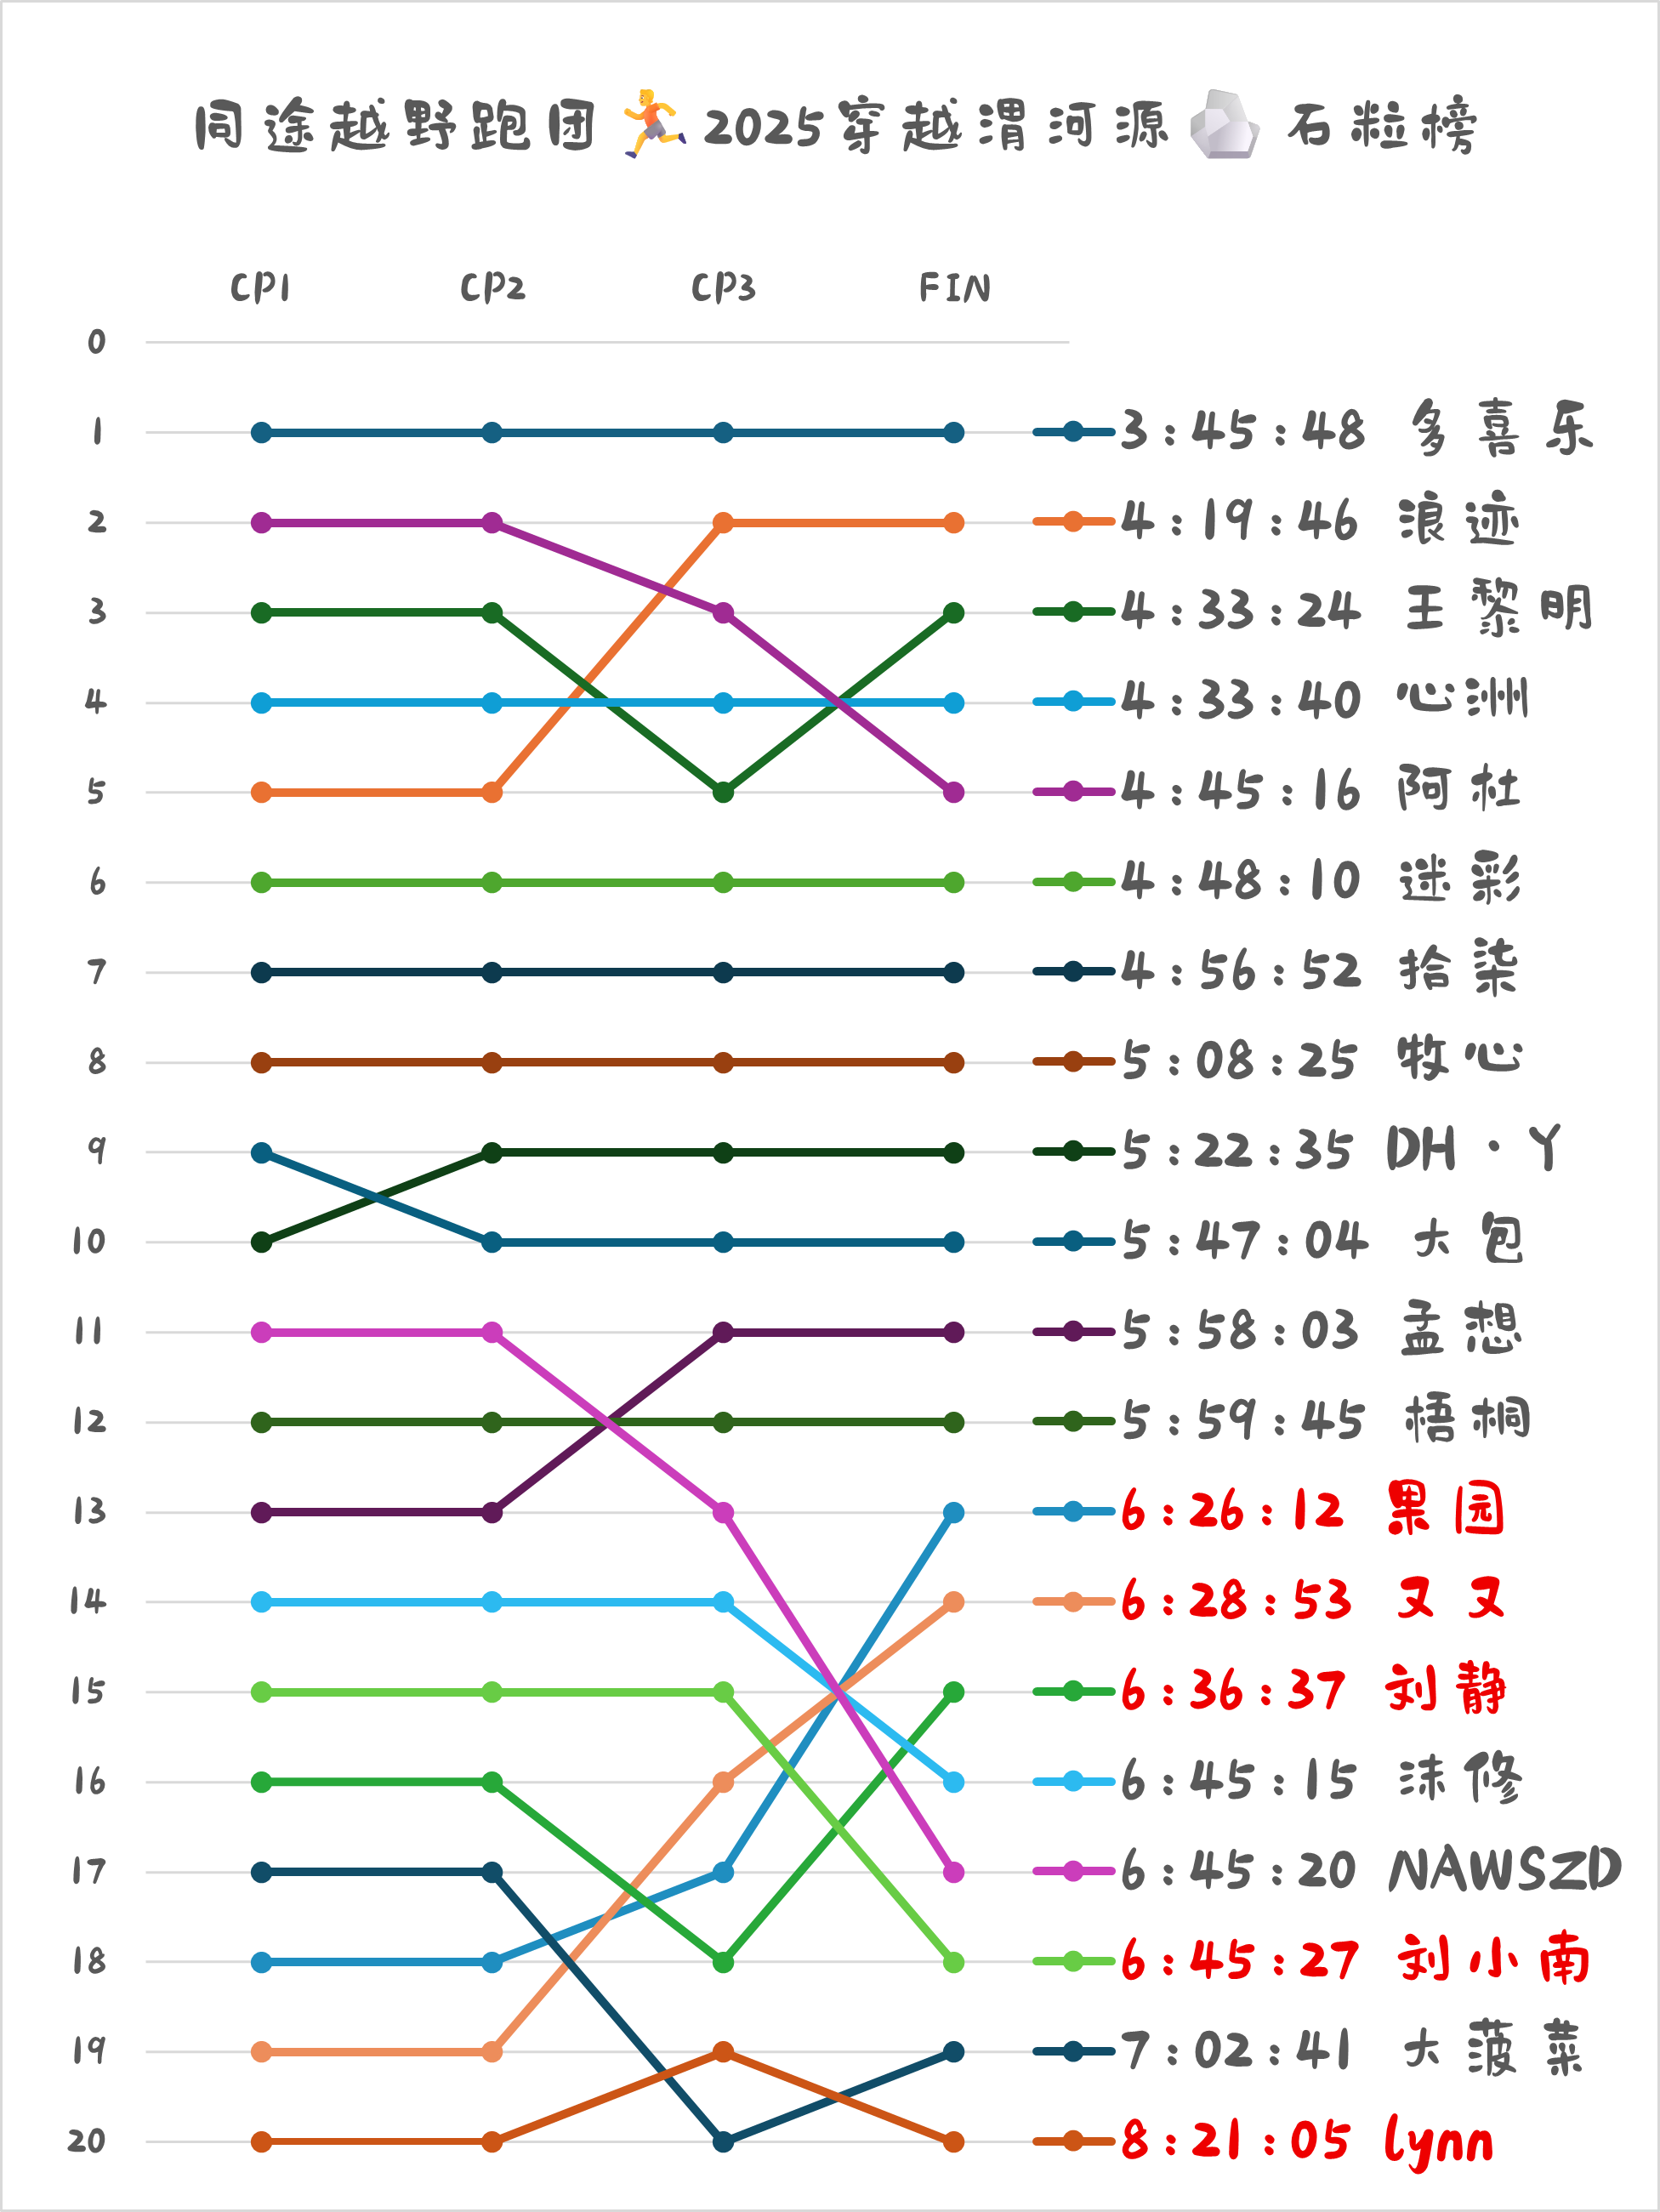 同途越野跑团🏃2025穿越渭河源🪨石粒榜
CP1 CP2 CP3 FIN
0
1 3:45:48 多喜乐
2 4:19:46 浪迹
3 4:33:24 王黎明
4 4:33:40 心洲
5 4:45:16 阿杜
6 4:48:10 迷彩
7 4:56:52 拾柒
8 5:08:25 牧心
9 5:22:35 DH·Y
10 5:47:04 大包
11 5:58:03 孟想
12 5:59:45 梧桐
13 6:26:12 果园
14 6:28:53 又又
15 6:36:37 刘静
16 6:45:15 沫修
17 6:45:20 NAWSZD
18 6:45:27 刘小南
19 7:02:41 大菠菜
20 8:21:05 lynn